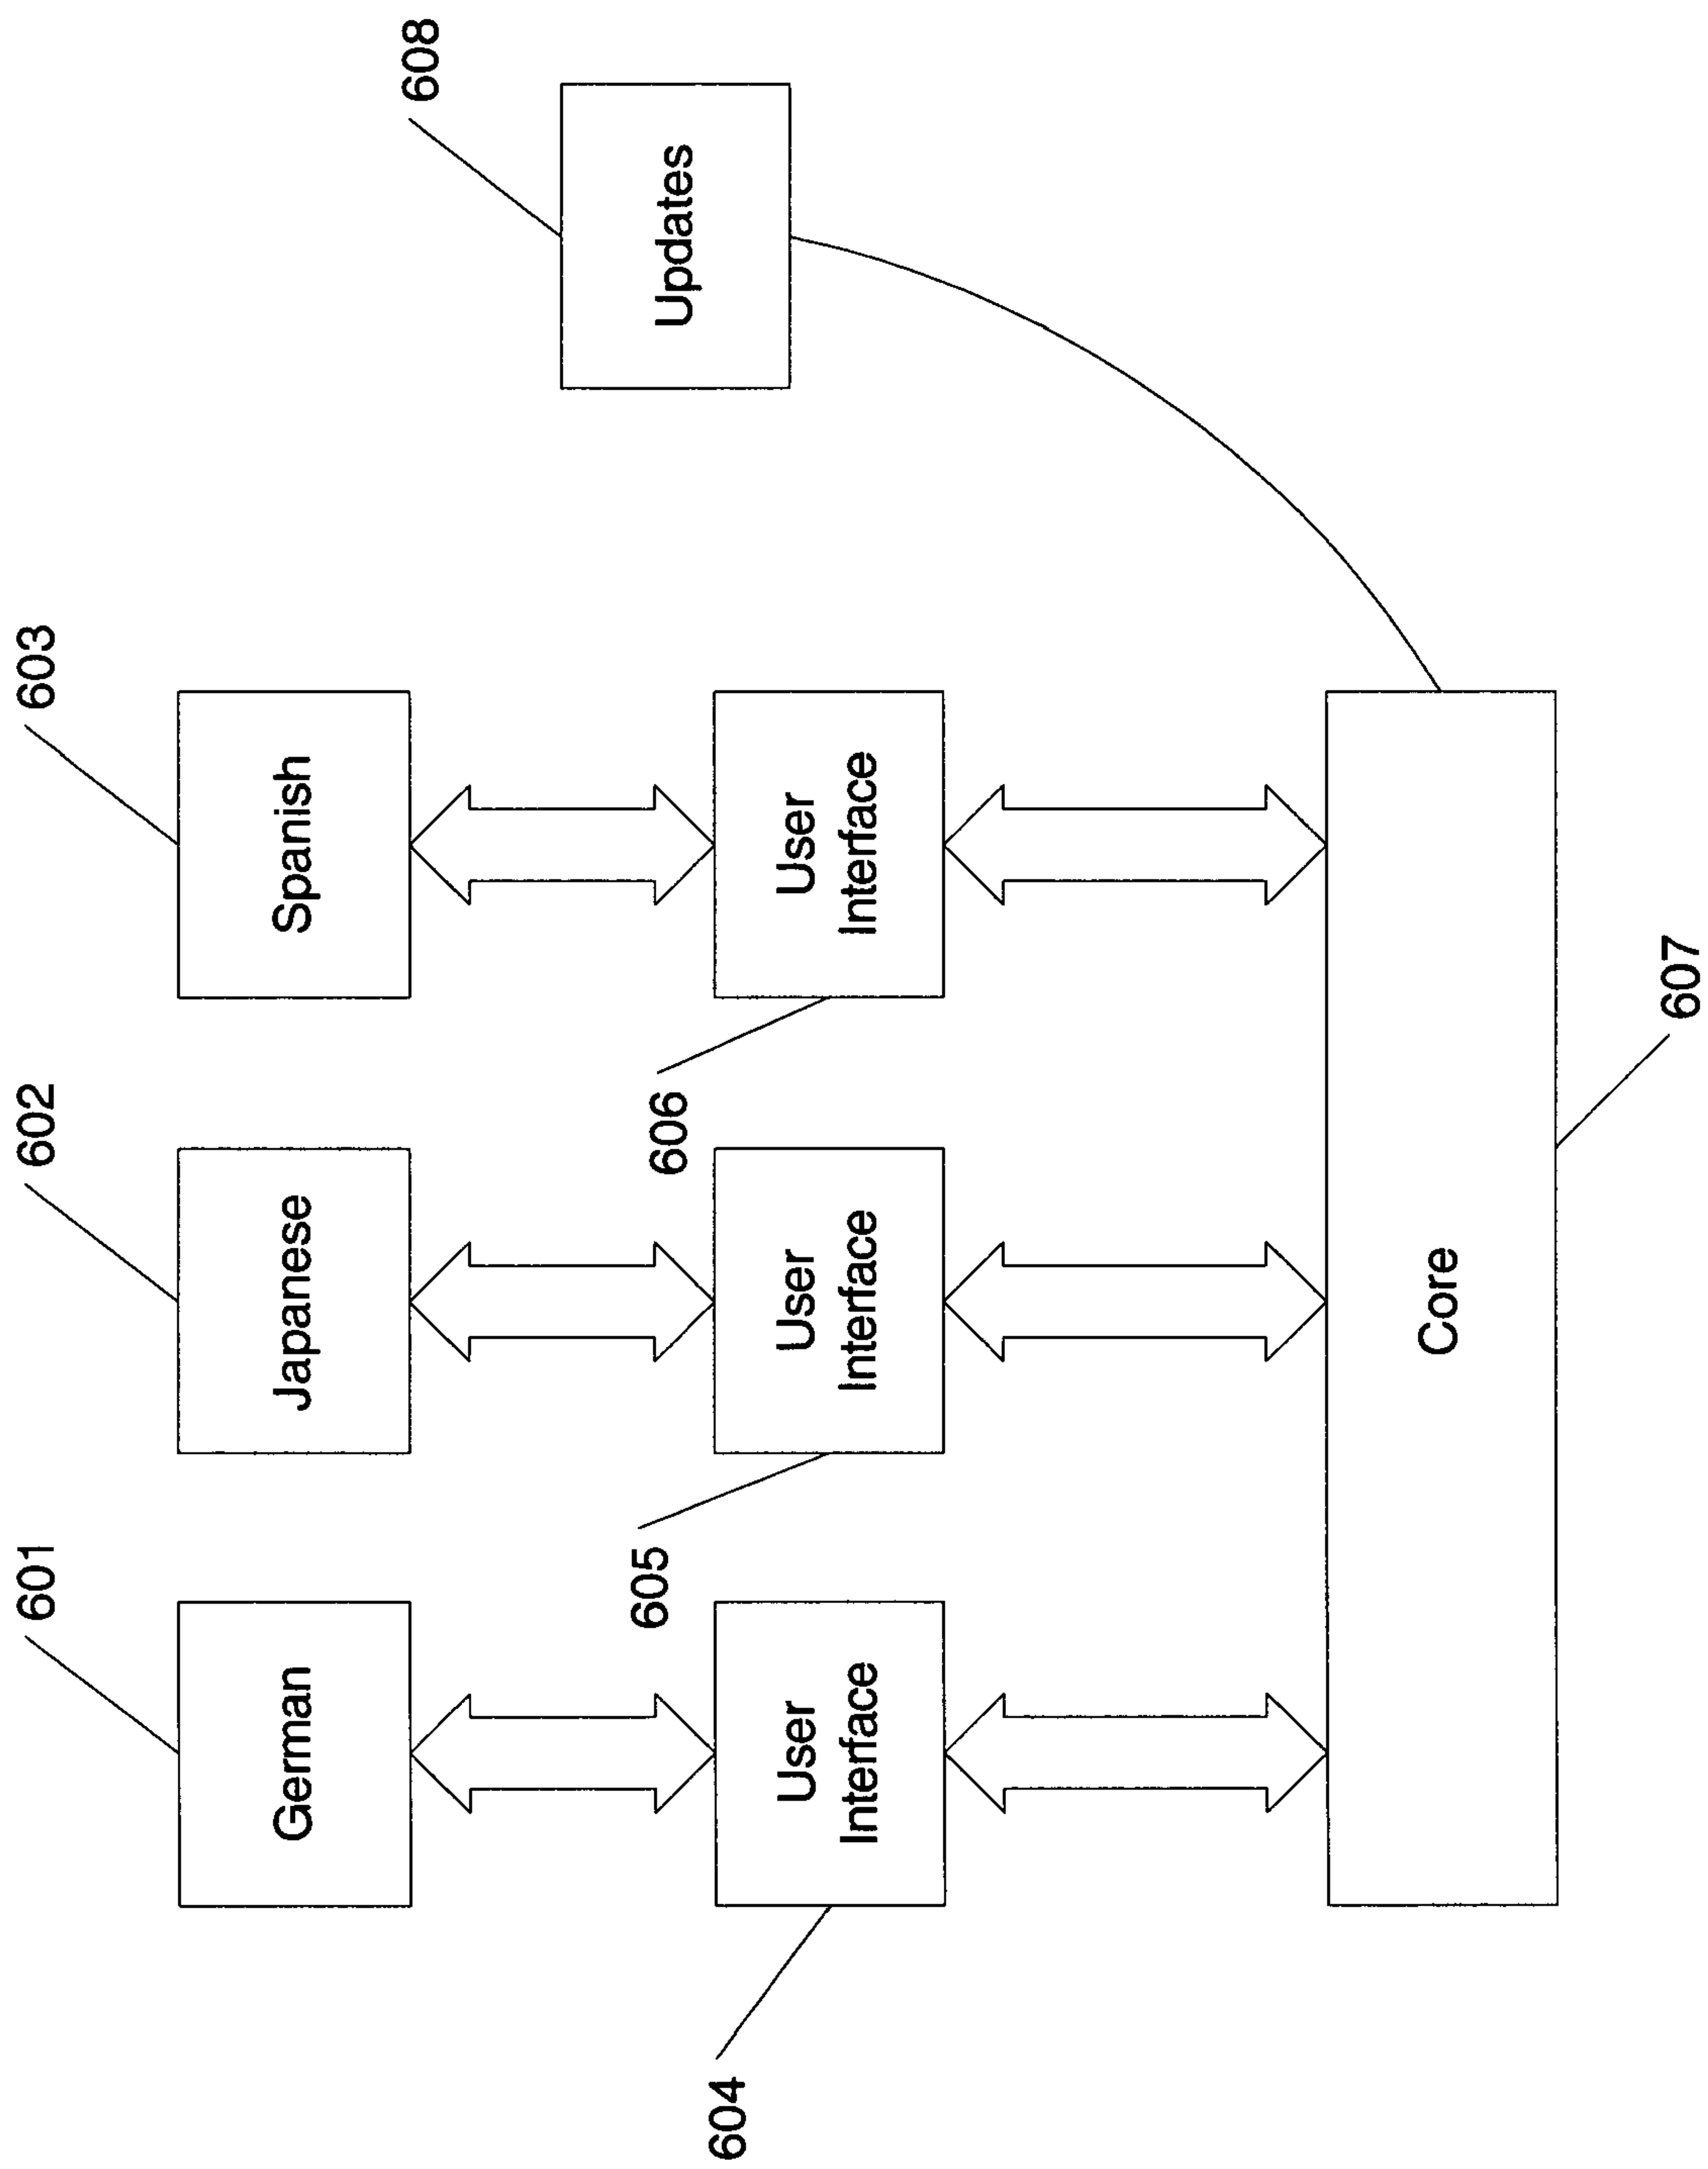 601
602
603
German
Japanese
Spanish
608
Updates
604
605
606
User
Interface
User
Interface
User
Interface
Core
607